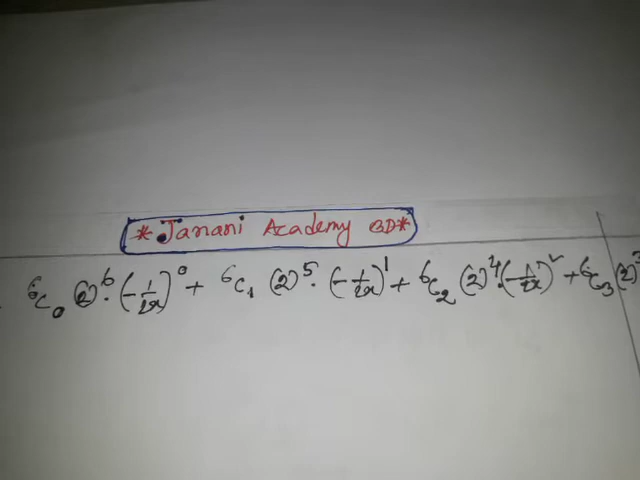 * Janani Academy BD*
⁶C₀ (2)⁶·(-1/2x)⁰ + ⁶C₁ (2)⁵·(-1/2x)¹ + ⁶C₂ (2)⁴·(-1/2x)² + ⁶C₃ (2)³